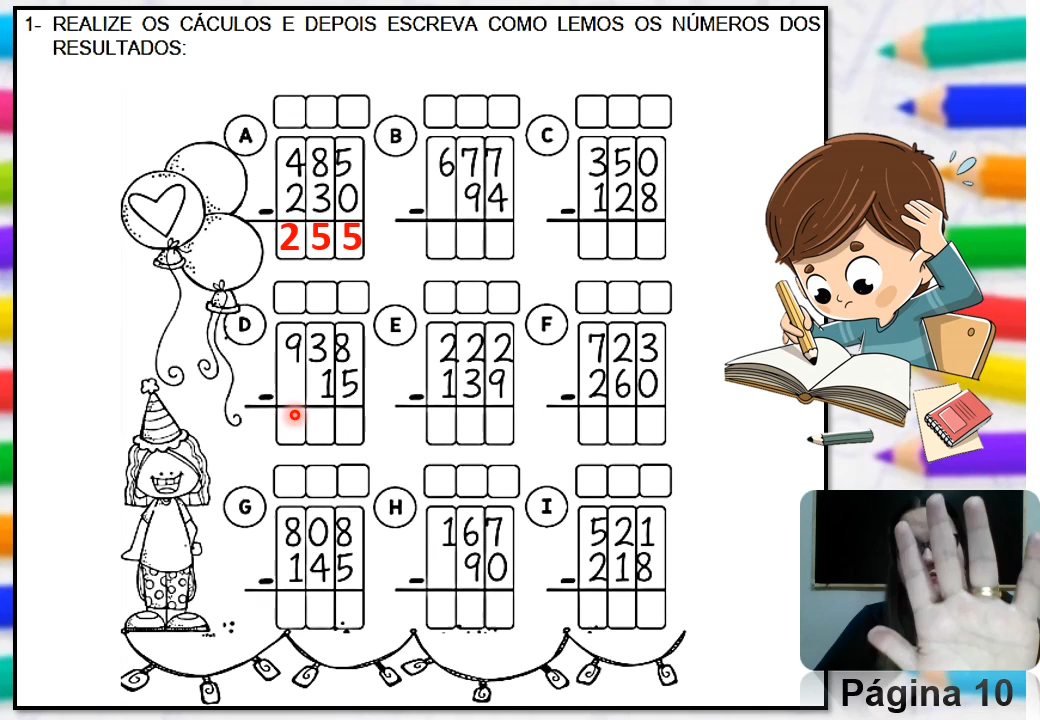 1- REALIZE OS CÁCULOS E DEPOIS ESCREVA COMO LEMOS OS NÚMEROS DOS
RESULTADOS:
A B C
485 677 350
- 230 - 94 - 128
255
D E F
938 222 723
- 15 - 139 - 260
G H I
808 167 521
- 145 - 90 - 218
Página 10